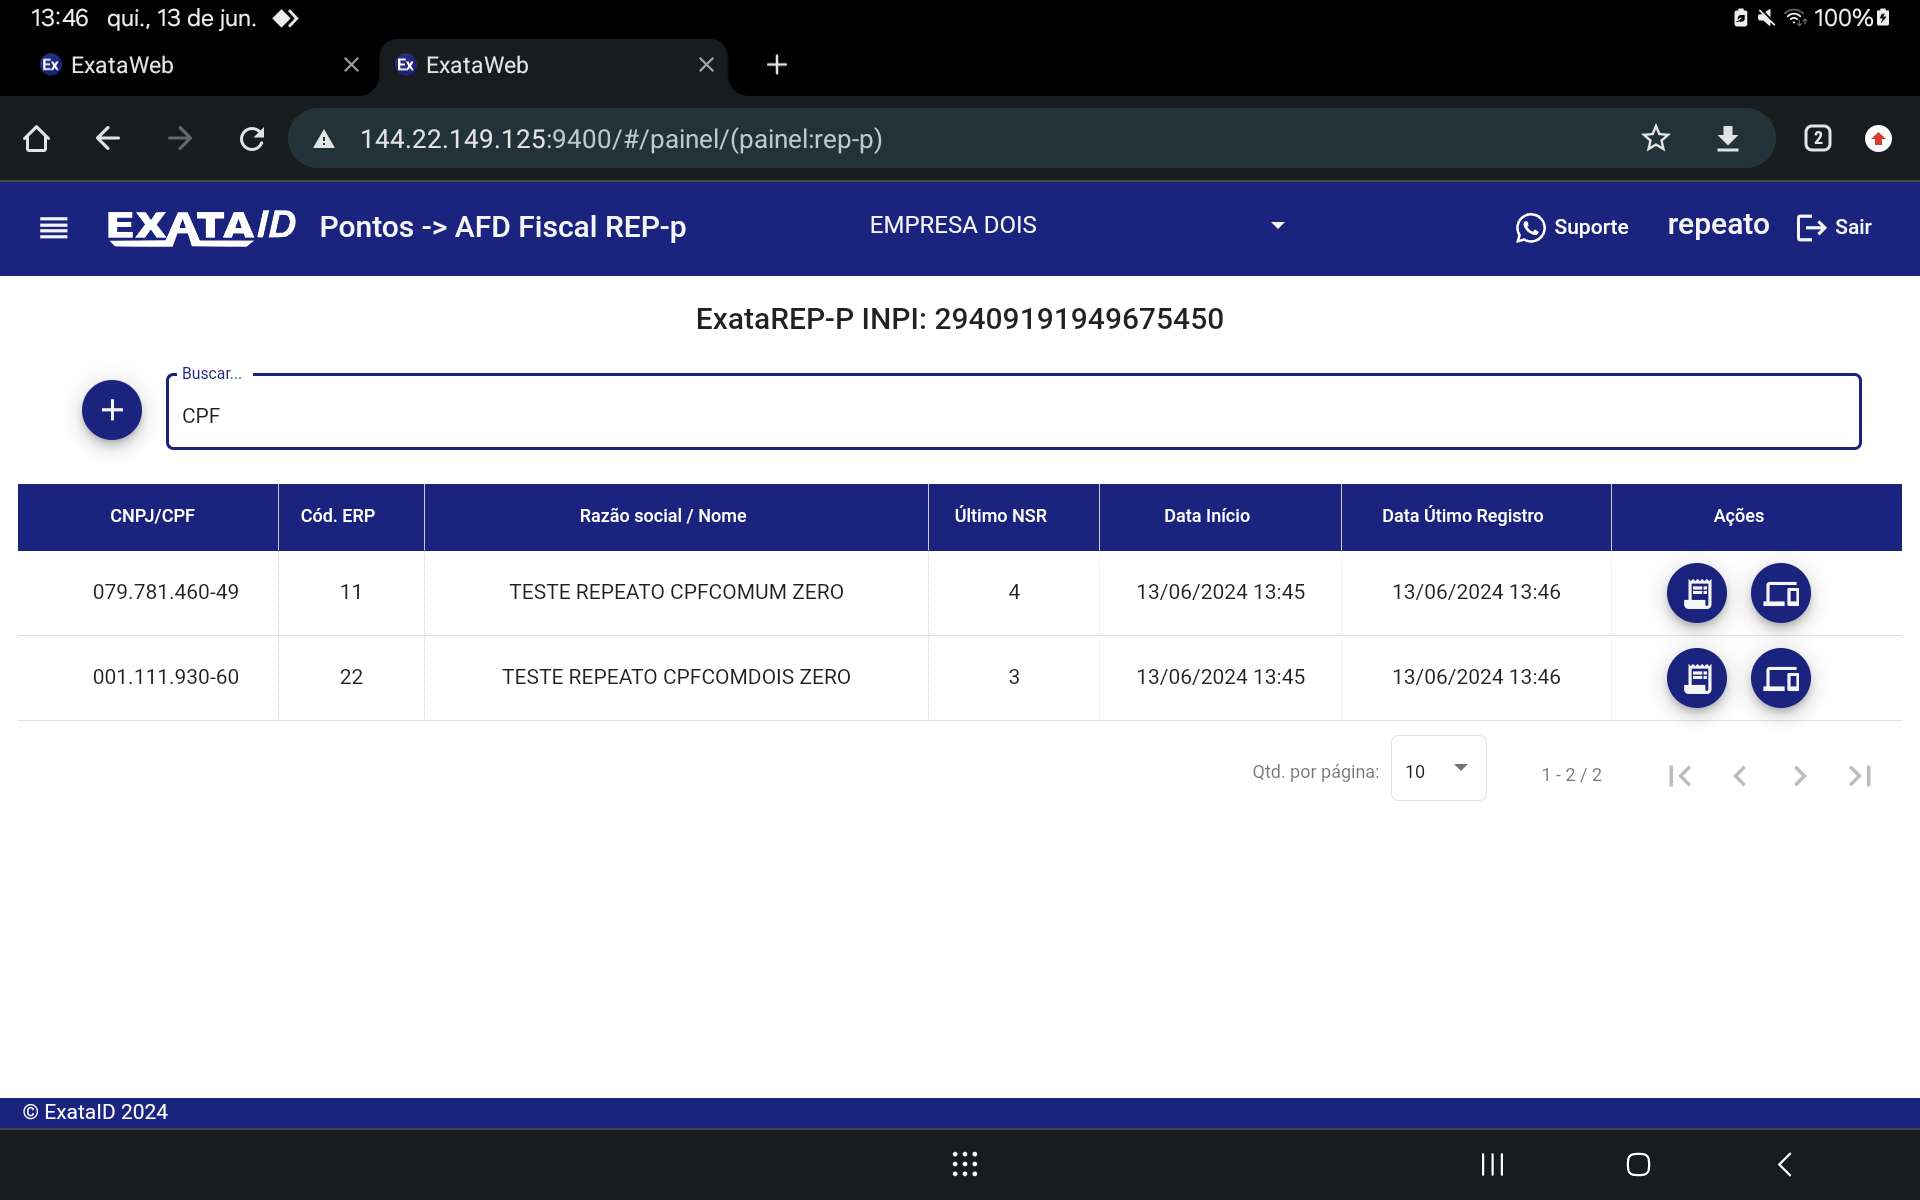 13:46 qui., 13 de jun. 100%
Ex ExataWeb Ex ExataWeb
144.22.149.125:9400/#/painel/(painel:rep-p) 2
EXATAID Pontos -> AFD Fiscal REP-p EMPRESA DOIS Suporte repeato Sair
ExataREP-P INPI: 29409191949675450
Buscar...
CPF
CNPJ/CPF Cód. ERP Razão social / Nome Último NSR Data Início Data Útimo Registro Ações
079.781.460-49 11 TESTE REPEATO CPFCOMUM ZERO 4 13/06/2024 13:45 13/06/2024 13:46
001.111.930-60 22 TESTE REPEATO CPFCOMDOIS ZERO 3 13/06/2024 13:45 13/06/2024 13:46
Qtd. por página: 10 1 - 2 / 2
© ExataID 2024